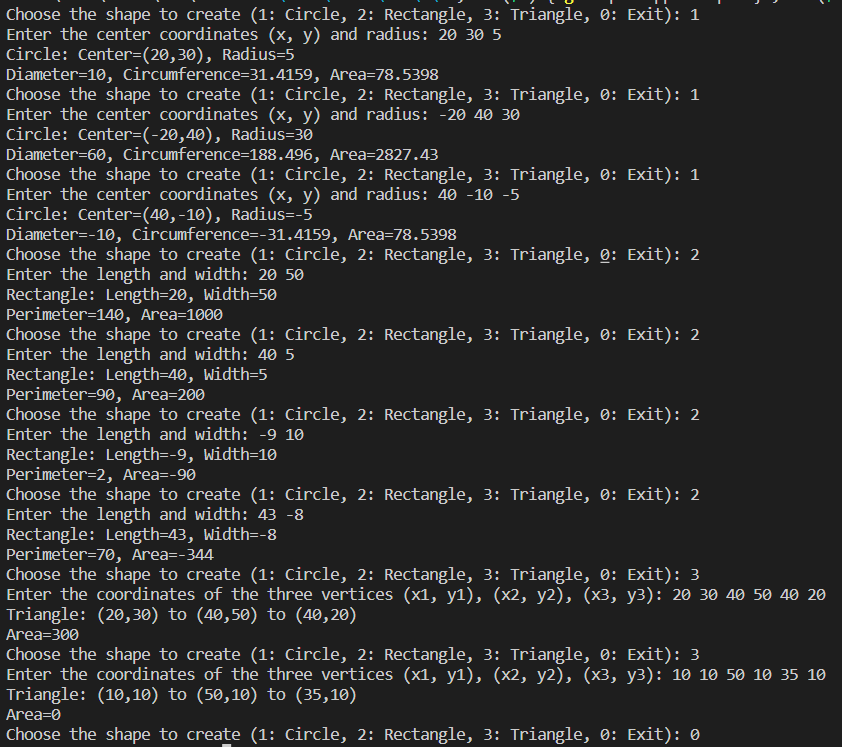 Choose the shape to create (1: Circle, 2: Rectangle, 3: Triangle, 0: Exit): 1
Enter the center coordinates (x, y) and radius: 20 30 5
Circle: Center=(20,30), Radius=5
Diameter=10, Circumference=31.4159, Area=78.5398
Choose the shape to create (1: Circle, 2: Rectangle, 3: Triangle, 0: Exit): 1
Enter the center coordinates (x, y) and radius: -20 40 30
Circle: Center=(-20,40), Radius=30
Diameter=60, Circumference=188.496, Area=2827.43
Choose the shape to create (1: Circle, 2: Rectangle, 3: Triangle, 0: Exit): 1
Enter the center coordinates (x, y) and radius: 40 -10 -5
Circle: Center=(40,-10), Radius=-5
Diameter=-10, Circumference=-31.4159, Area=78.5398
Choose the shape to create (1: Circle, 2: Rectangle, 3: Triangle, 0: Exit): 2
Enter the length and width: 20 50
Rectangle: Length=20, Width=50
Perimeter=140, Area=1000
Choose the shape to create (1: Circle, 2: Rectangle, 3: Triangle, 0: Exit): 2
Enter the length and width: 40 5
Rectangle: Length=40, Width=5
Perimeter=90, Area=200
Choose the shape to create (1: Circle, 2: Rectangle, 3: Triangle, 0: Exit): 2
Enter the length and width: -9 10
Rectangle: Length=-9, Width=10
Perimeter=2, Area=-90
Choose the shape to create (1: Circle, 2: Rectangle, 3: Triangle, 0: Exit): 2
Enter the length and width: 43 -8
Rectangle: Length=43, Width=-8
Perimeter=70, Area=-344
Choose the shape to create (1: Circle, 2: Rectangle, 3: Triangle, 0: Exit): 3
Enter the coordinates of the three vertices (x1, y1), (x2, y2), (x3, y3): 20 30 40 50 40 20
Triangle: (20,30) to (40,50) to (40,20)
Area=300
Choose the shape to create (1: Circle, 2: Rectangle, 3: Triangle, 0: Exit): 3
Enter the coordinates of the three vertices (x1, y1), (x2, y2), (x3, y3): 10 10 50 10 35 10
Triangle: (10,10) to (50,10) to (35,10)
Area=0
Choose the shape to create (1: Circle, 2: Rectangle, 3: Triangle, 0: Exit): 0